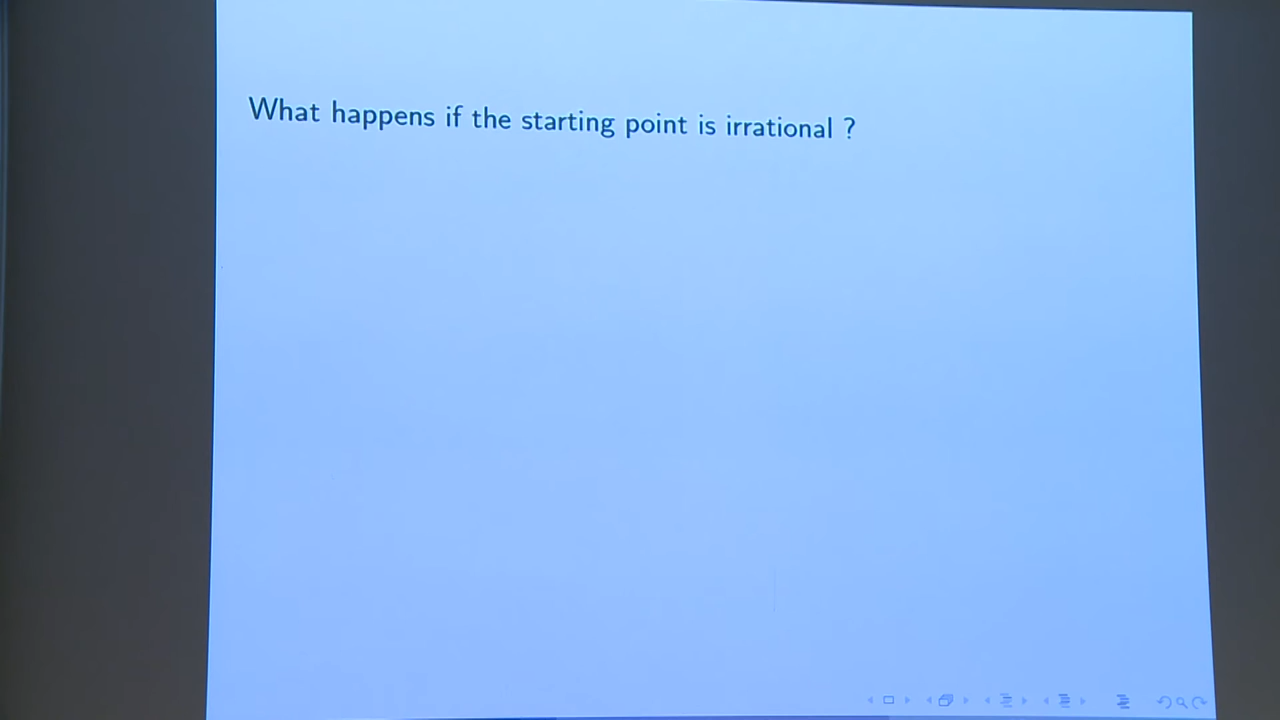 What happens if the starting point is irrational ?